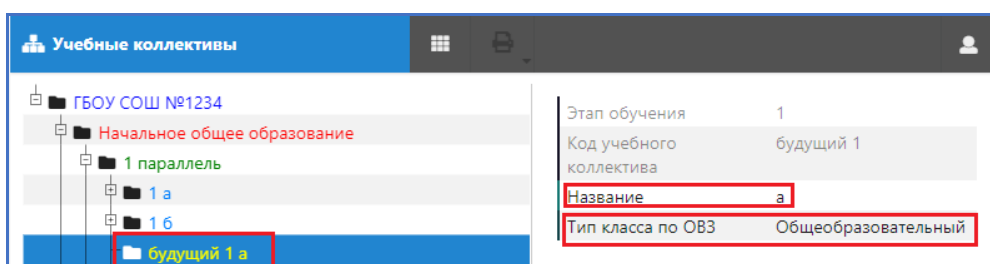 Учебные коллективы
ГБОУ СОШ №1234
Начальное общее образование
1 параллель
1 а
1 б
будущий 1 а
Этап обучения 1
Код учебного будущий 1
коллектива
Название а
Тип класса по ОВЗ Общеобразовательный